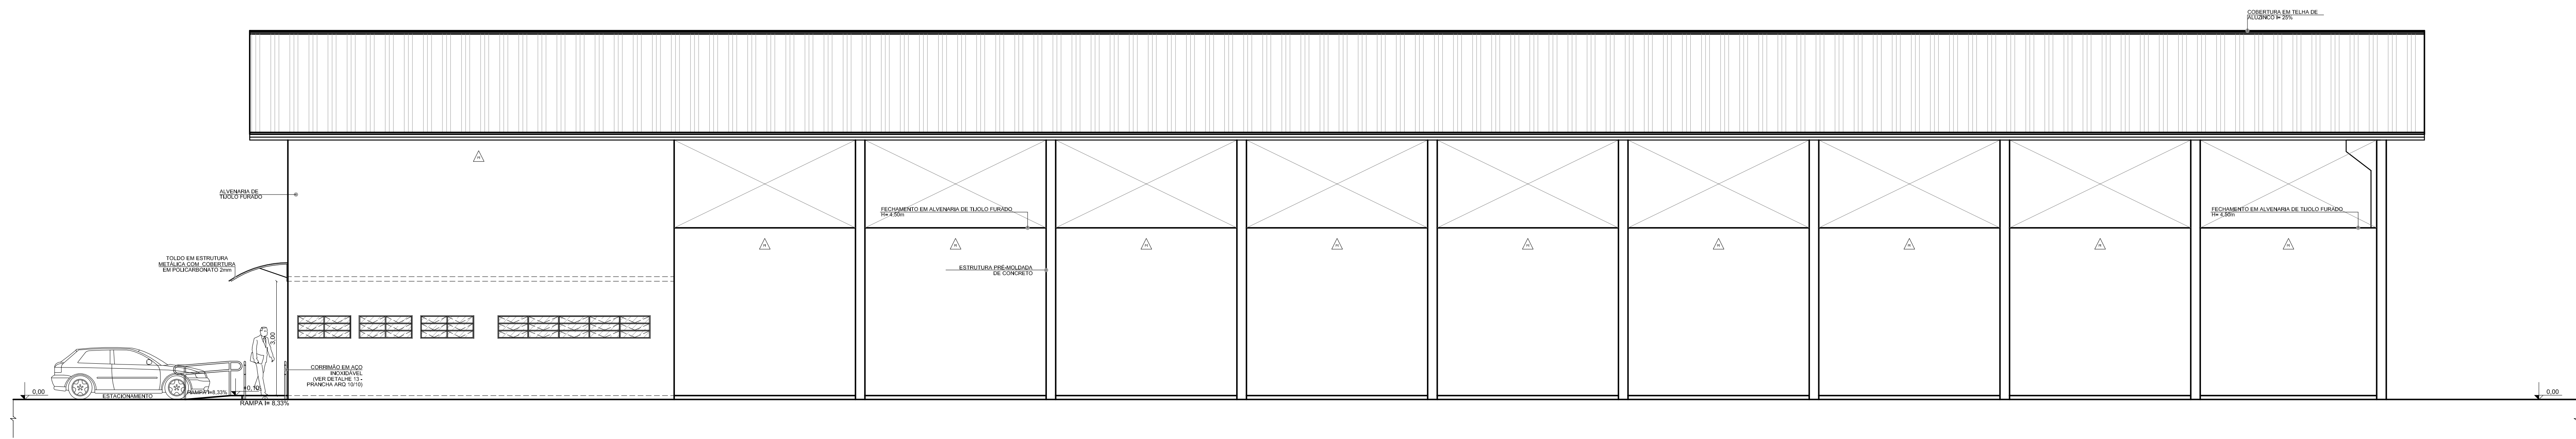 COBERTURA EM TELHA DE
ALUZINCO I= 25%
ALVENARIA DE
TIJOLO FURADO
FECHAMENTO EM ALVENARIA DE TIJOLO FURADO
H= 4,50m
FECHAMENTO EM ALVENARIA DE TIJOLO FURADO
H= 4,50m
TOLDO EM ESTRUTURA
METÁLICA COM COBERTURA
EM POLICARBONATO 2mm
ESTRUTURA PRÉ-MOLDADA
DE CONCRETO
3,00
CORRIMÃO EM AÇO
INOXIDÁVEL
(VER DETALHE 13 -
PRANCHA ARQ 10/10)
0,00
ESTACIONAMENTO
RAMPA I=8,33%
+0,10
RAMPA I= 8,33%
0,00